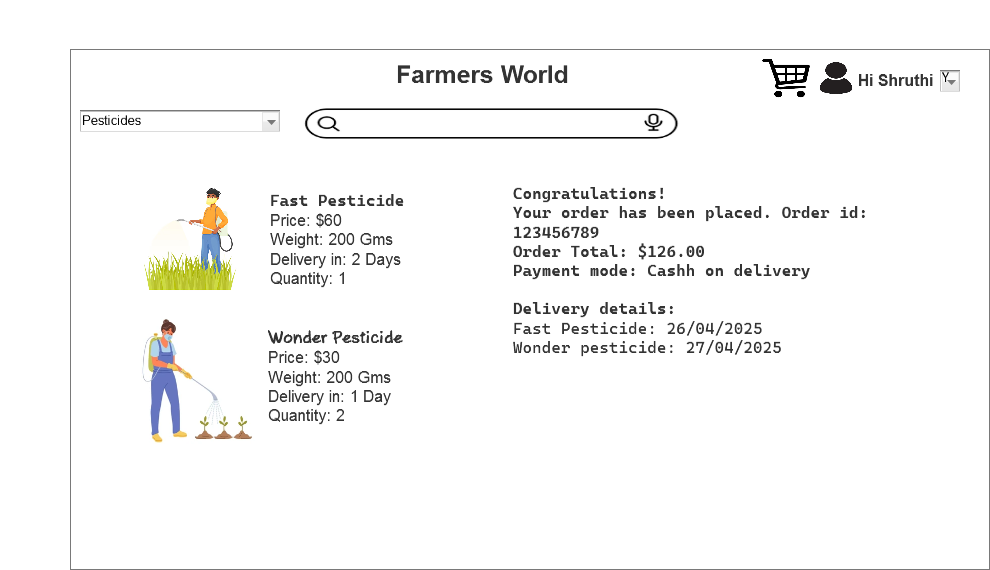 Farmers World
Hi Shruthi
Y
Pesticides
Fast Pesticide
Price: $60
Weight: 200 Gms
Delivery in: 2 Days
Quantity: 1
Wonder Pesticide
Price: $30
Weight: 200 Gms
Delivery in: 1 Day
Quantity: 2
Congratulations!
Your order has been placed. Order id:
123456789
Order Total: $126.00
Payment mode: Cashh on delivery
Delivery details:
Fast Pesticide: 26/04/2025
Wonder pesticide: 27/04/2025